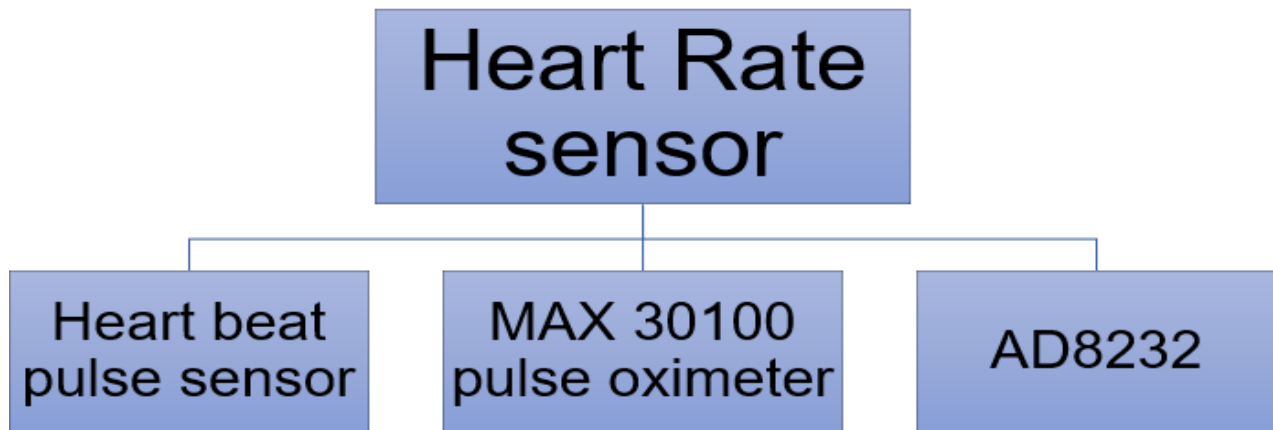 Heart Rate
sensor
Heart beat
pulse sensor
MAX 30100
pulse oximeter
AD8232